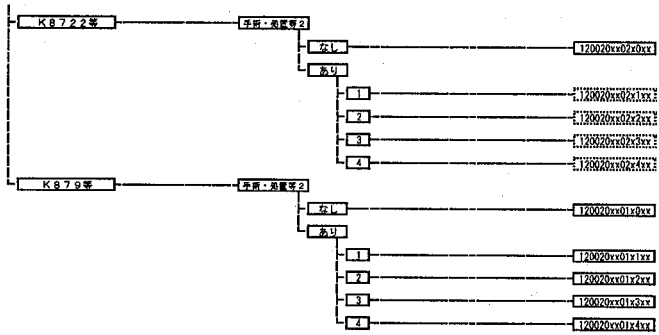 K8722等 手術・処置等2
なし 120020xx02x0xx
あり
1 120020xx02x1xx
2 120020xx02x2xx
3 120020xx02x3xx
4 120020xx02x4xx
K879等 手術・処置等2
なし 120020xx01x0xx
あり
1 120020xx01x1xx
2 120020xx01x2xx
3 120020xx01x3xx
4 120020xx01x4xx